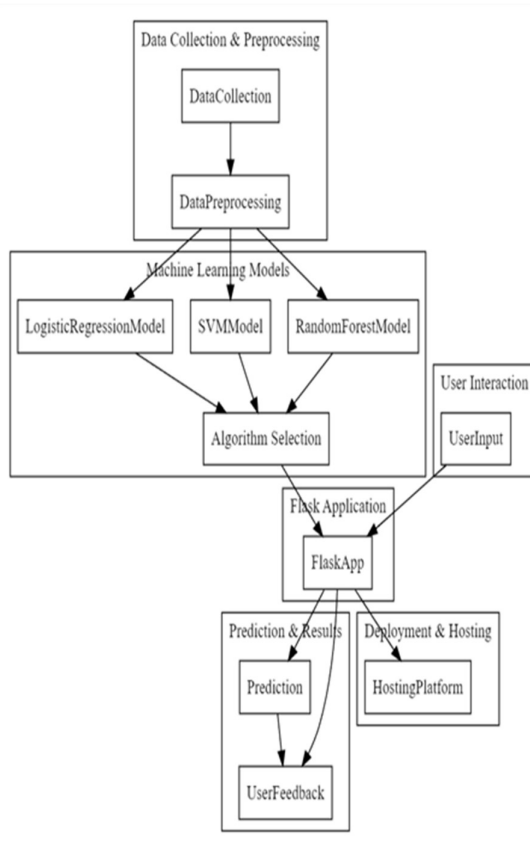 Data Collection & Preprocessing
DataCollection
DataPreprocessing
Machine Learning Models
LogisticRegressionModel
SVMModel
RandomForestModel
User Interaction
Algorithm Selection
UserInput
Flask Application
FlaskApp
Prediction & Results
Deployment & Hosting
Prediction
HostingPlatform
UserFeedback